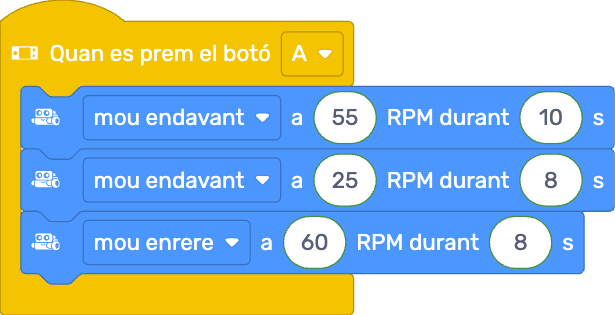 Quan es prem el botó A
mou endavant a 55 RPM durant 10 s
mou endavant a 25 RPM durant 8 s
mou enrere a 60 RPM durant 8 s